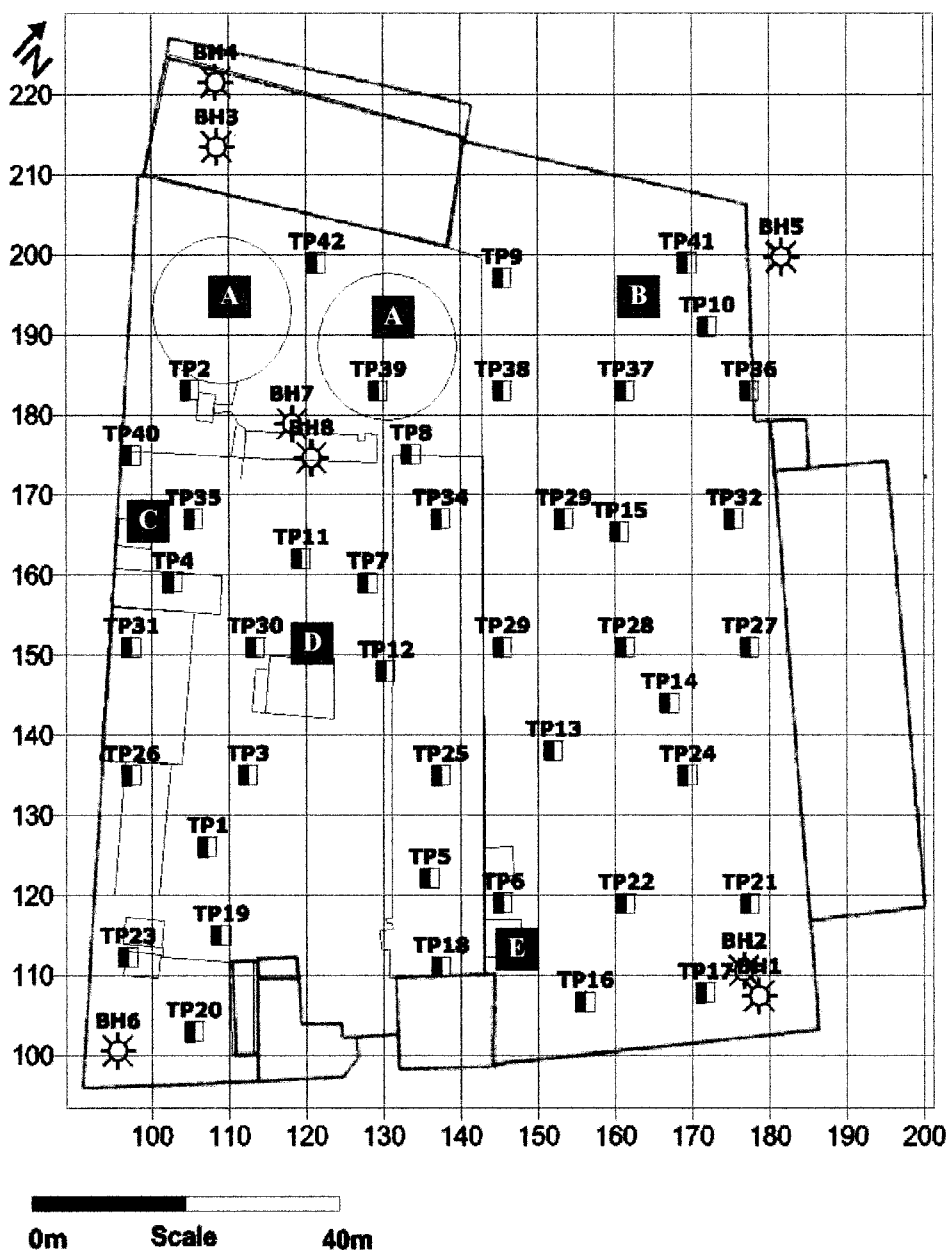 N
BH4
220
BH3
210
TP42
TP9
TP41
BH5
200
A
A
B
TP10
190
TP2
TP39
TP38
TP37
TP36
BH7
180
TP40
BH8
TP8
170
C
TP35
TP34
TP29
TP15
TP32
TP11
160
TP4
TP7
TP31
TP30
D
TP29
TP28
TP27
150
TP12
TP14
140
TP13
TP26
TP3
TP25
TP24
130
TP1
TP5
120
TP6
TP22
TP21
TP19
TP23
TP18
E
BH2
110
TP16
TP17
BH1
TP20
BH6
100
100 110 120 130 140 150 160 170 180 190 200
0m Scale 40m